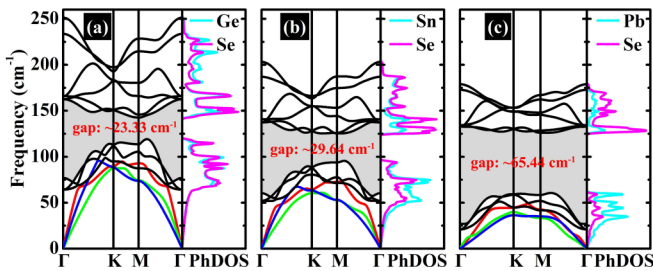 (a) Ge (b) Sn (c) Pb
Se Se Se
250
200
150
100
50
0
Frequency (cm⁻¹)
gap: ~23.33 cm⁻¹
gap: ~29.64 cm⁻¹
gap: ~65.44 cm⁻¹
Γ K M Γ PhDOS Γ K M Γ PhDOS Γ K M Γ PhDOS